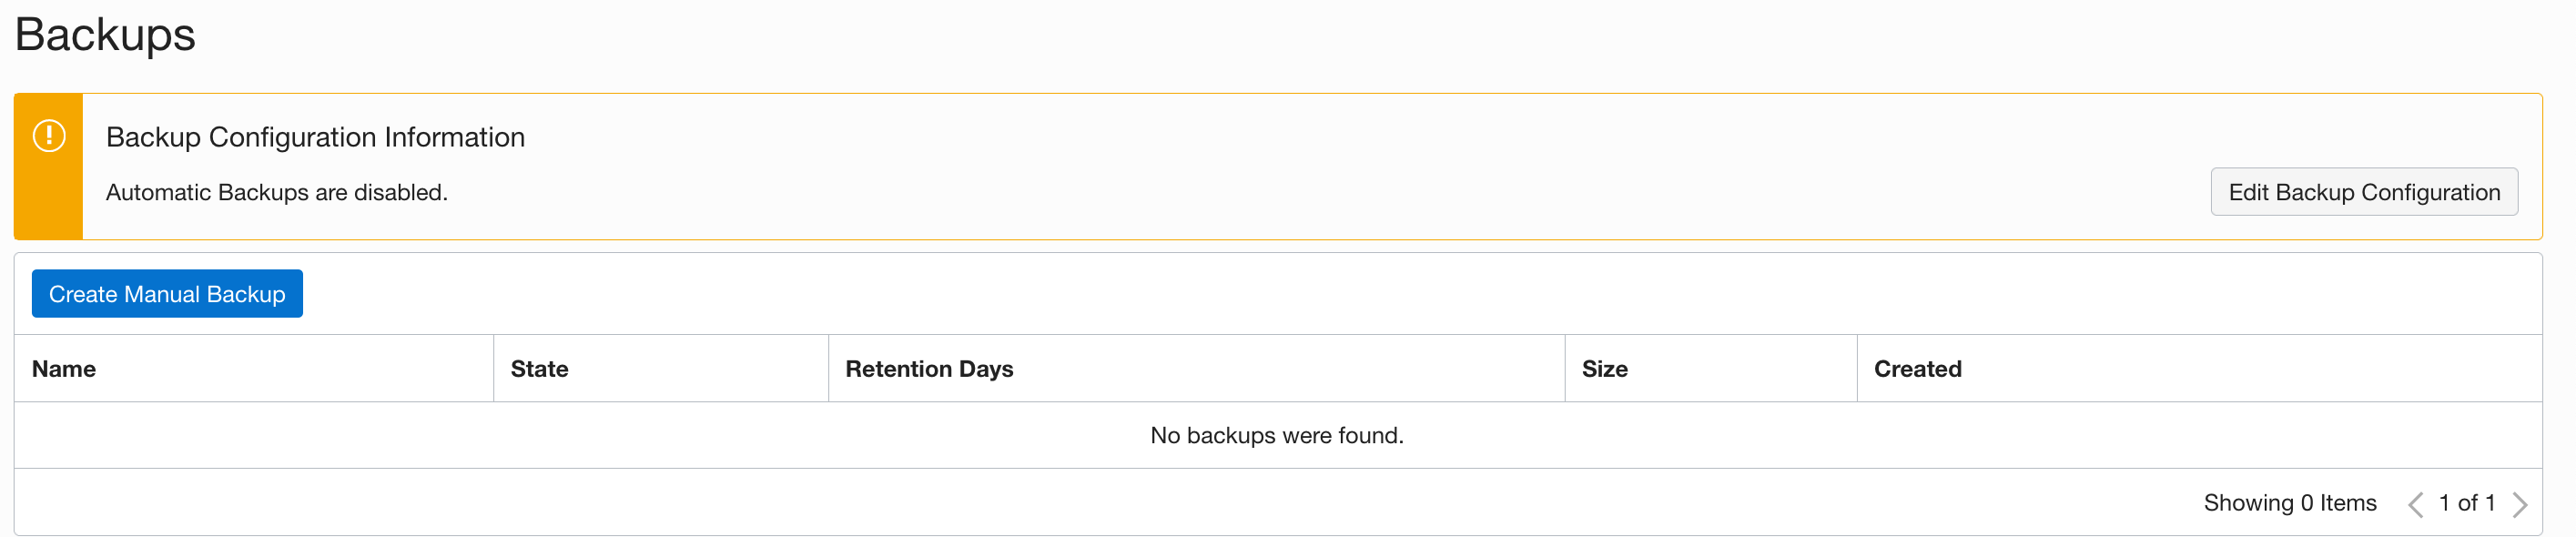 Backups
Backup Configuration Information
Automatic Backups are disabled.
Edit Backup Configuration
Create Manual Backup
Name State Retention Days Size Created
No backups were found.
Showing 0 Items 1 of 1